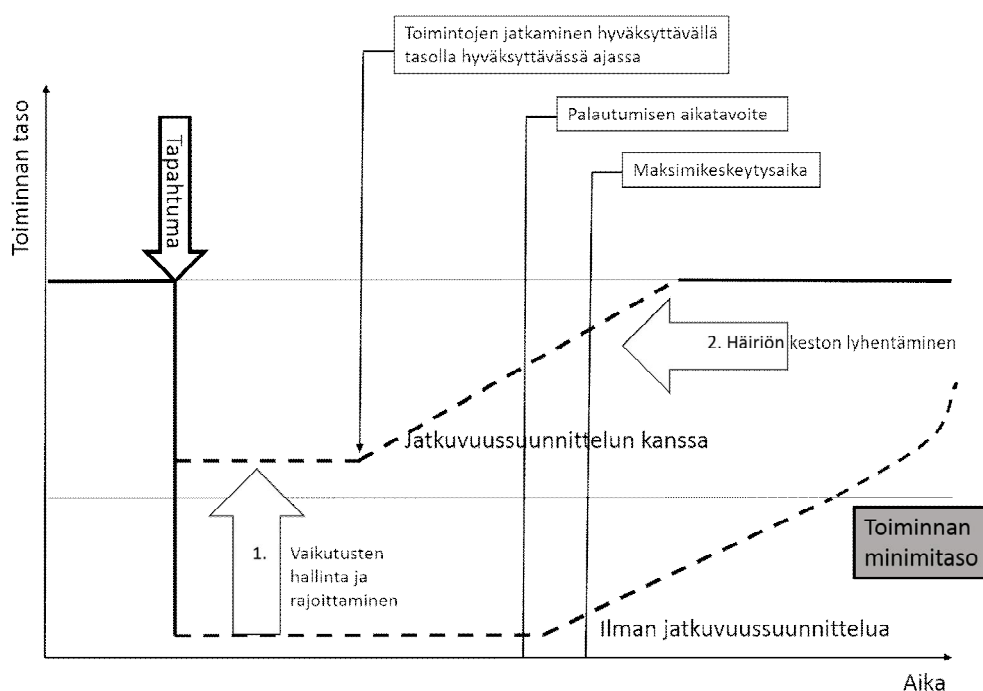 Toimintojen jatkaminen hyväksyttävällä
tasolla hyväksyttävässä ajassa
Palautumisen aikatavoite
Maksimikeskeytysaika
Toiminnan taso
Tapahtuma
2. Häiriön keston lyhentäminen
Jatkuvuussuunnittelun kanssa
1. Vaikutusten
hallinta ja
rajoittaminen
Toiminnan
minimitaso
Ilman jatkuvuussuunnittelua
Aika